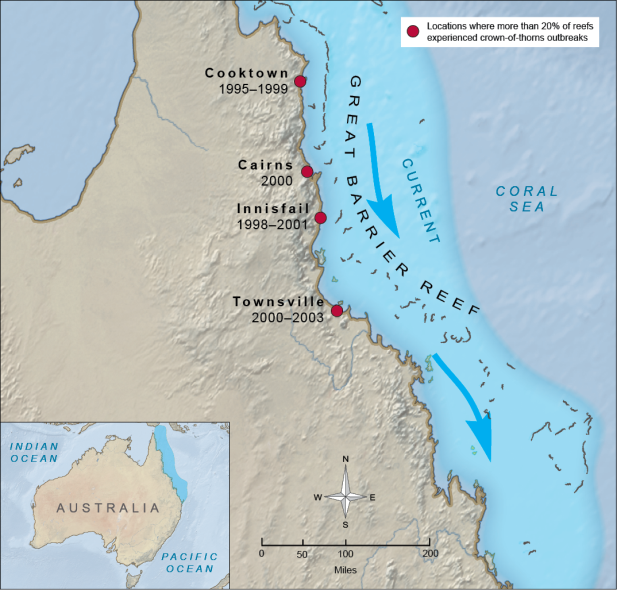 Locations where more than 20% of reefs
experienced crown-of-thorns outbreaks
Cooktown
1995–1999
Cairns
2000
Innisfail
1998–2001
Townsville
2000–2003
GREAT BARRIER REEF
CURRENT
CORAL
SEA
INDIAN
OCEAN
AUSTRALIA
PACIFIC
OCEAN
N
W E
S
0 50 100 200
Miles